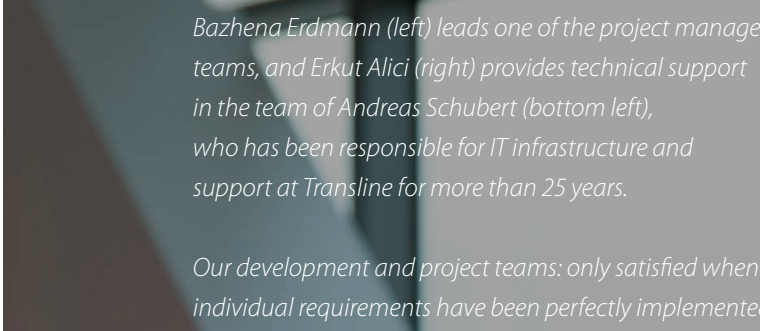 Bazhena Erdmann (left) leads one of the project manage
teams, and Erkut Alici (right) provides technical support
in the team of Andreas Schubert (bottom left),
who has been responsible for IT infrastructure and
support at Transline for more than 25 years.
Our development and project teams: only satisfied when
individual requirements have been perfectly implemented